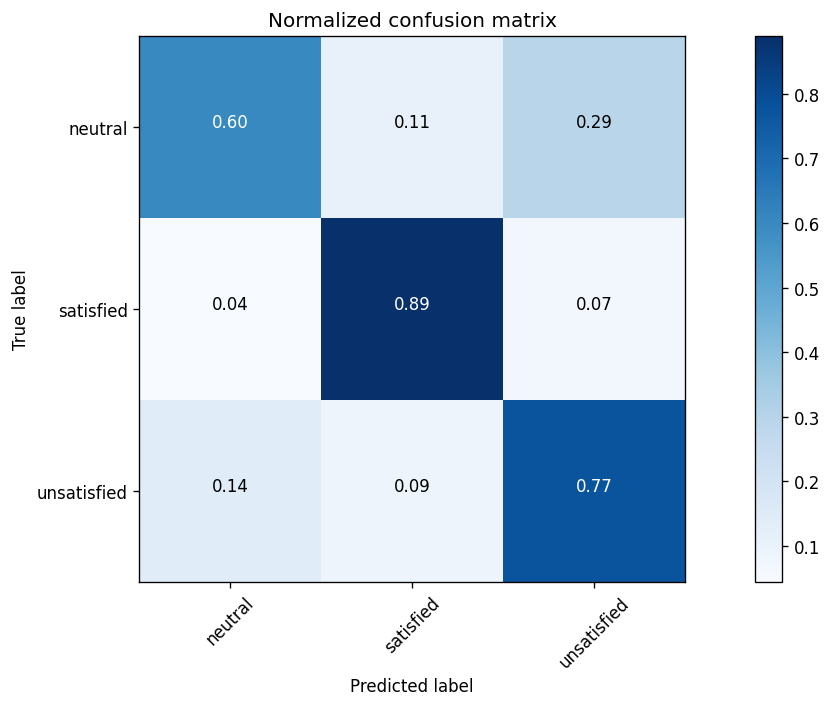 Normalized confusion matrix
True label
neutral 0.60 0.11 0.29
satisfied 0.04 0.89 0.07
unsatisfied 0.14 0.09 0.77
neutral satisfied unsatisfied
Predicted label
0.8
0.7
0.6
0.5
0.4
0.3
0.2
0.1